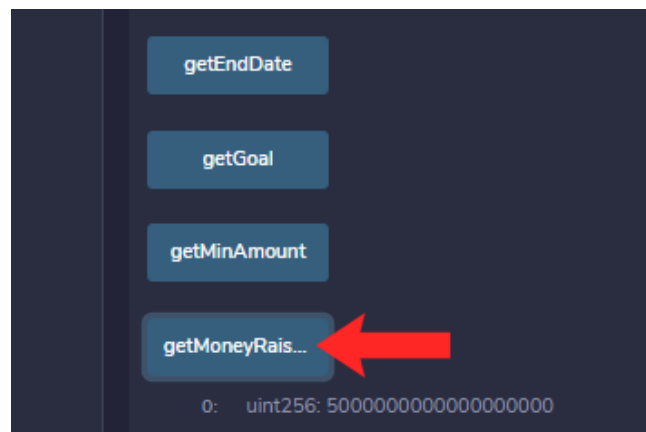 getEndDate
getGoal
getMinAmount
getMoneyRais...
0: uint256: 5000000000000000000